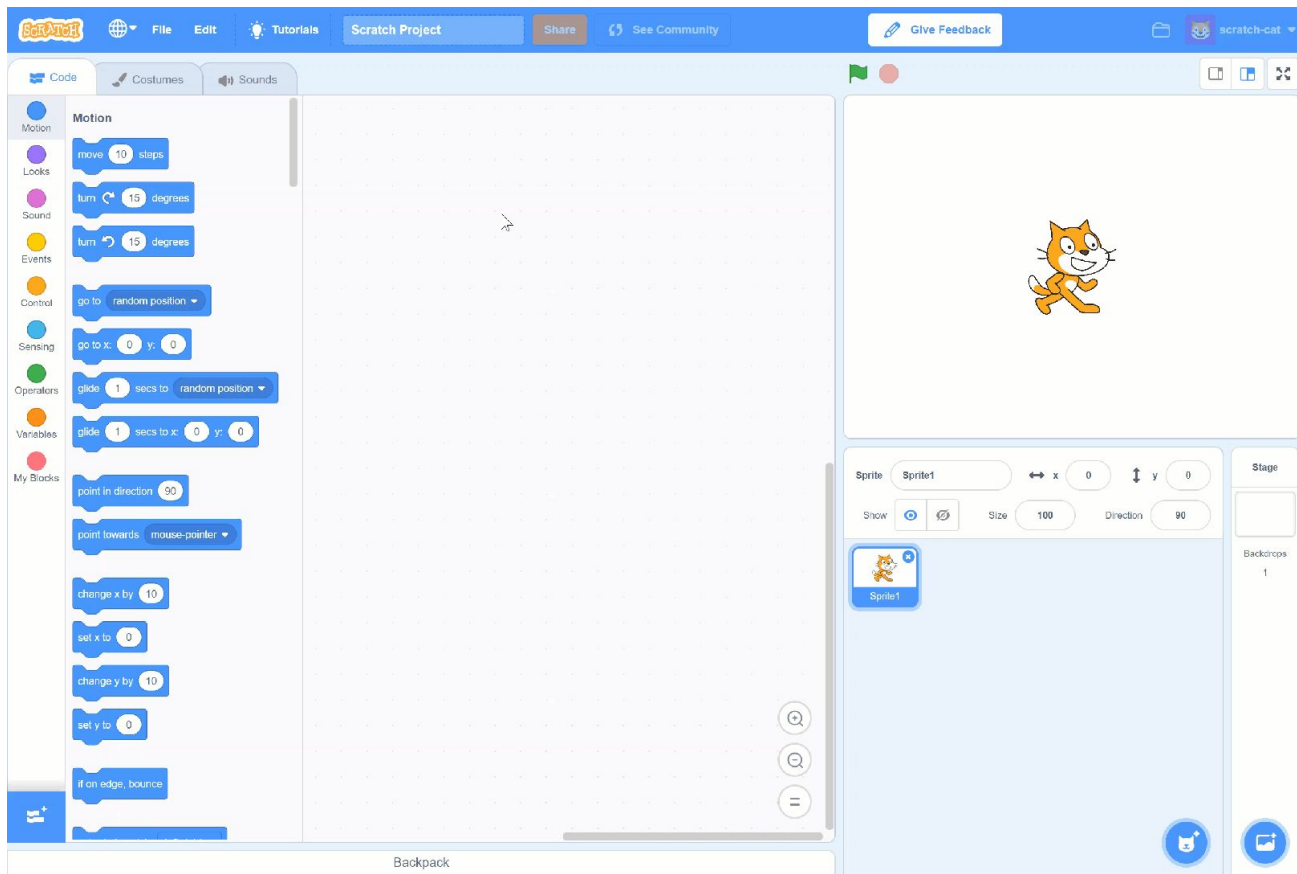 SCRATCH File Edit Tutorials Scratch Project Share See Community Give Feedback scratch-cat
Code Costumes Sounds
Motion
Looks
Sound
Events
Control
Sensing
Operators
Variables
My Blocks
Motion
move 10 steps
turn 15 degrees
turn 15 degrees
go to random position
go to x: 0 y: 0
glide 1 secs to random position
glide 1 secs to x: 0 y: 0
point in direction 90
point towards mouse-pointer
change x by 10
set x to 0
change y by 10
set y to 0
if on edge, bounce
Backpack
Sprite Sprite1 x 0 y 0
Show Size 100 Direction 90
Sprite1
Stage
Backdrops
1